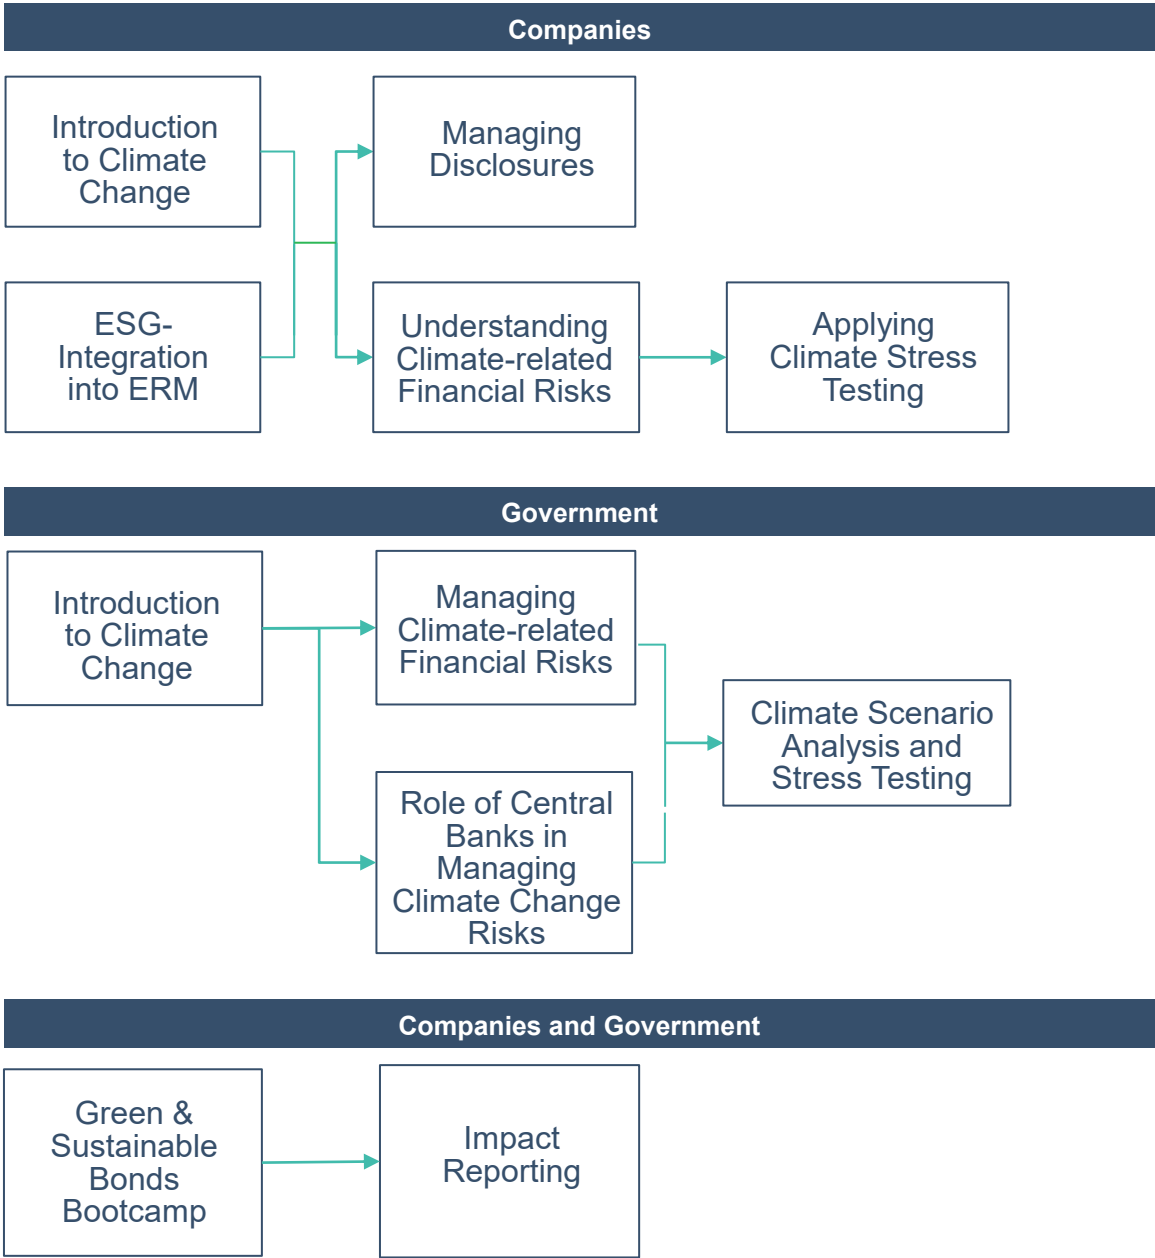 Companies
Introduction
to Climate
Change
Managing
Disclosures
ESG-
Integration
into ERM
Understanding
Climate-related
Financial Risks
Applying
Climate Stress
Testing
Government
Introduction
to Climate
Change
Managing
Climate-related
Financial Risks
Role of Central
Banks in
Managing
Climate Change
Risks
Climate Scenario
Analysis and
Stress Testing
Companies and Government
Green &
Sustainable
Bonds
Bootcamp
Impact
Reporting